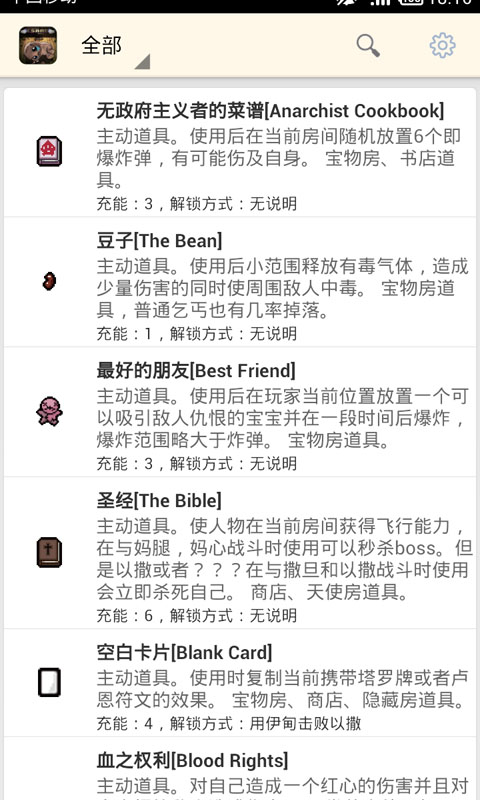 全部
无政府主义者的菜谱[Anarchist Cookbook]
主动道具。使用后在当前房间随机放置6个即
爆炸弹，有可能伤及自身。 宝物房、书店道
具。
充能：3，解锁方式：无说明
豆子[The Bean]
主动道具。使用后小范围释放有毒气体，造成
少量伤害的同时使周围敌人中毒。 宝物房道
具，普通乞丐也有几率掉落。
充能：1，解锁方式：无说明
最好的朋友[Best Friend]
主动道具。使用后在玩家当前位置放置一个可
以吸引敌人仇恨的宝宝并在一段时间后爆炸，
爆炸范围略大于炸弹。 宝物房道具。
充能：3，解锁方式：无说明
圣经[The Bible]
主动道具。使人物在当前房间获得飞行能力，
在与妈腿，妈心战斗时使用可以秒杀boss。但
是以撒或者？？？在与撒旦和以撒战斗时使用
会立即杀死自己。 商店、天使房道具。
充能：6，解锁方式：无说明
空白卡片[Blank Card]
主动道具。使用时复制当前携带塔罗牌或者卢
恩符文的效果。 宝物房、商店、隐藏房道具。
充能：4，解锁方式：用伊甸击败以撒
血之权利[Blood Rights]
主动道具。对自己造成一个红心的伤害并且对